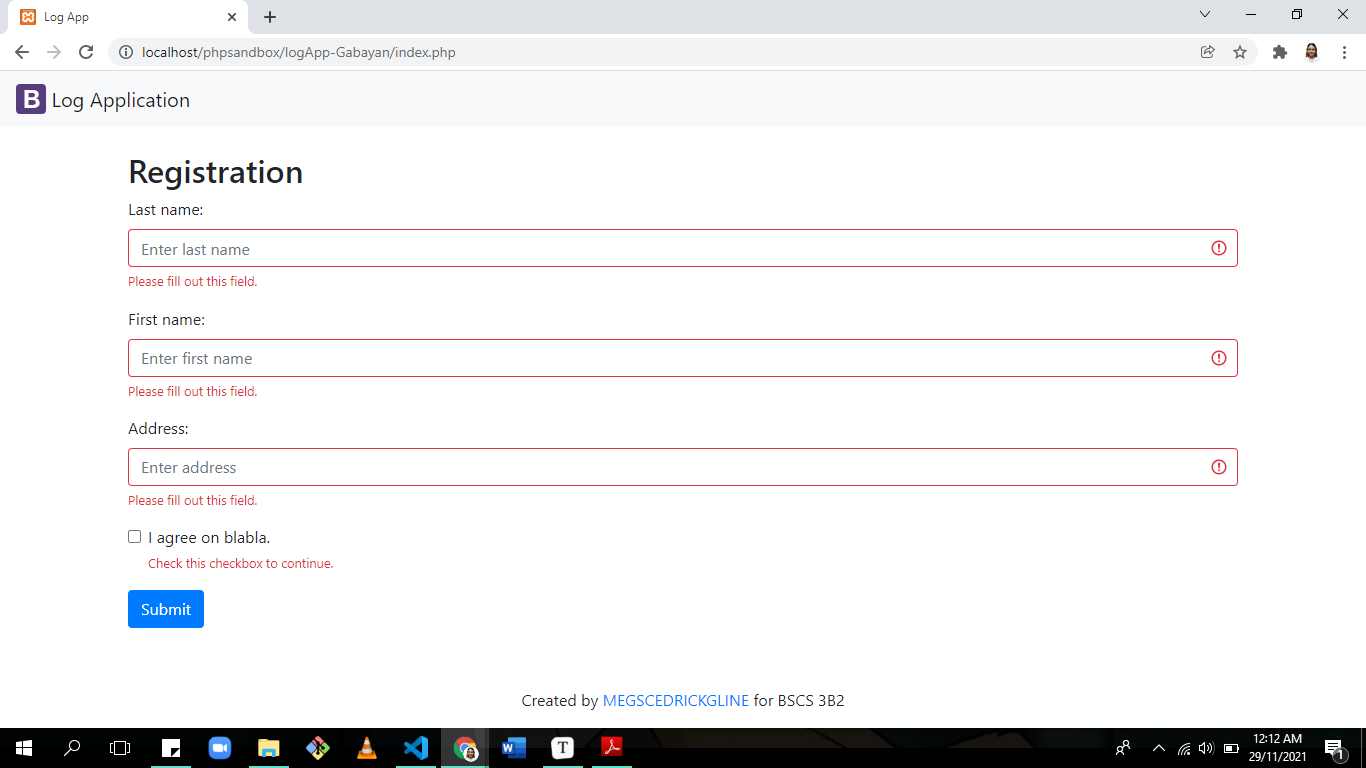 Log App
localhost/phpsandbox/logApp-Gabayan/index.php
B Log Application
Registration
Last name:
Enter last name
Please fill out this field.
First name:
Enter first name
Please fill out this field.
Address:
Enter address
Please fill out this field.
I agree on blabla.
Check this checkbox to continue.
Submit
Created by MEGSCEDRICKGLINE for BSCS 3B2
W
T
12:12 AM
29/11/2021
1